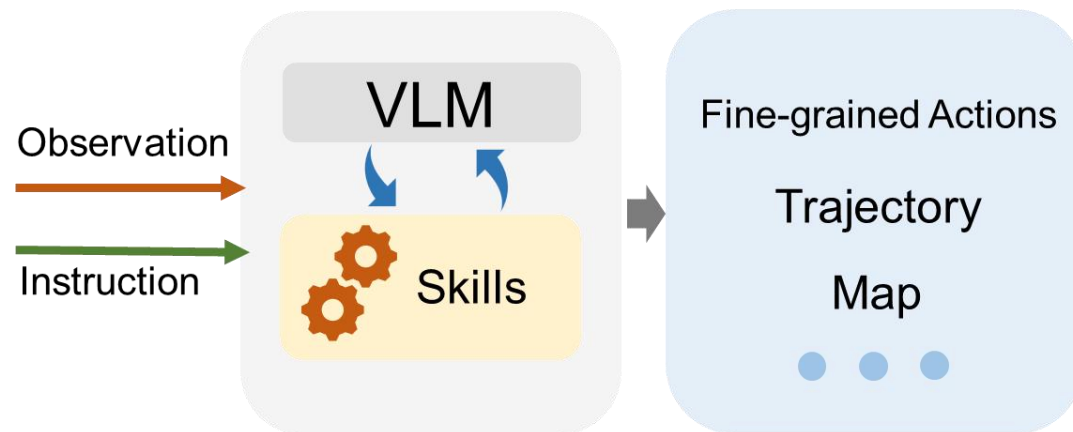 Observation
Instruction
VLM
Skills
Fine-grained Actions
Trajectory
Map